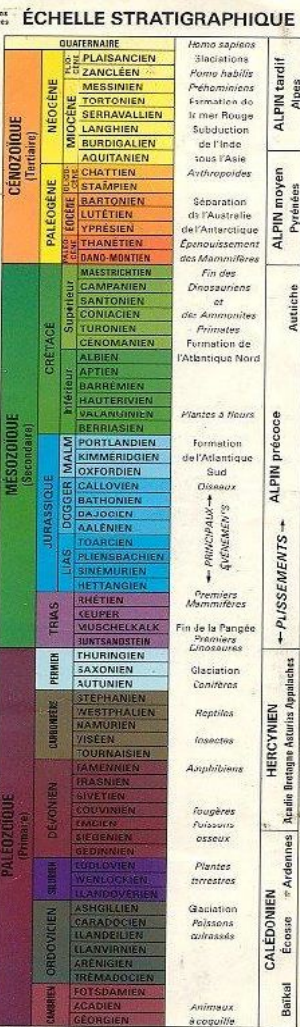 ÉCHELLE STRATIGRAPHIQUE
QUATERNAIRE Homo sapiens
CÉNOZOÏQUE
(Tertiaire)
NÉOCÈNE
PLIOCÈNE
PLAISANCIEN Glaciations
ZANCLÉEN Homo habilis
MIOCÈNE
MESSINIEN Préhominiens
TORTONIEN Formation de
SERRAVALLIEN la mer Rouge
LANGHIEN Subduction
BURDIGALIEN de l'Inde
AQUITANIEN sous l'Asie
PALÉOGÈNE
OLIGOCÈNE
CHATTIEN Anthropoïdes
STAMPIEN
ÉOCÈNE
BARTONIEN Séparation
LUTÉTIEN de l'Australie
YPRÉSIEN de l'Antarctique
PALÉOCÈNE
THANÉTIEN Épanouissement
DANO-MONTIEN des Mammifères
MÉSOZOÏQUE
(Secondaire)
CRÉTACÉ
Supérieur
MAESTRICHTIEN Fin des
CAMPANIEN Dinosauriens
SANTONIEN et
CONIACIEN des Ammonites
TURONIEN Primates
CÉNOMANIEN Formation de
Inférieur
ALBIEN l'Atlantique Nord
APTIEN
BARRÉMIEN
HAUTERIVIEN
VALANGINIEN Plantes à fleurs
BERRIASIEN
JURASSIQUE
MALM
PORTLANDIEN Formation
KIMMÉRIDGIEN de l'Atlantique
OXFORDIEN Sud
DOGGER
CALLOVIEN Oiseaux
BATHONIEN
BAJOCIEN
AALÉNIEN
LIAS
TOARCIEN
PLIENSBACHIEN
SINÉMURIEN
HETTANGIEN
← PRINCIPAUX →
ÉVÉNEMENTS
TRIAS
RHÉTIEN Premiers
KEUPER Mammifères
MUSCHELKALK Fin de la Pangée
BUNTSANDSTEIN Premiers
Dinosaures
PALÉOZOÏQUE
(Primaire)
PERMIEN
THURINGIEN
SAXONIEN Glaciation
AUTUNIEN Conifères
CARBONIFÈRE
STÉPHANIEN
WESTPHALIEN Reptiles
NAMURIEN
VISÉEN Insectes
TOURNAISIEN
DÉVONIEN
FAMENNIEN Amphibiens
FRASNIEN
GIVETIEN
COUVINIEN Fougères
EMSIEN Poissons
SIEGENIEN osseux
GEDINNIEN
SILURIEN
LUDLOVIEN Plantes
WENLOCKIEN terrestres
LLANDOVÉRIEN
ORDOVICIEN
ASHGILLIEN Glaciation
CARADOCIEN Poissons
LLANDEILIEN cuirassés
LLANVIRNIEN
ARÉNIGIEN
TRÉMADOCIEN
CAMBRIEN
POTSDAMIEN
ACADIEN Animaux
GÉORGIEN à coquille
ALPIN tardif
Alpes
ALPIN moyen
Pyrénées
ALPIN précoce
Autriche
← PLISSEMENTS →
HERCYNIEN
Acadie Bretagne Asturies Appalaches
CALÉDONIEN
Écosse = Ardennes
Baïkal